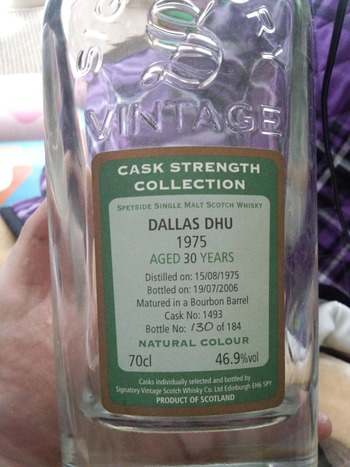 SIGNATORY
VINTAGE
CASK STRENGTH
COLLECTION
SPEYSIDE SINGLE MALT SCOTCH WHISKY
DALLAS DHU
1975
AGED 30 YEARS
Distilled on: 15/08/1975
Bottled on: 19/07/2006
Matured in a Bourbon Barrel
Cask No: 1493
Bottle No: 130 of 184
NATURAL COLOUR
70cl 46.9%vol
Casks individually selected and bottled by
Signatory Vintage Scotch Whisky Co. Ltd Edinburgh EH6 5PY
PRODUCT OF SCOTLAND